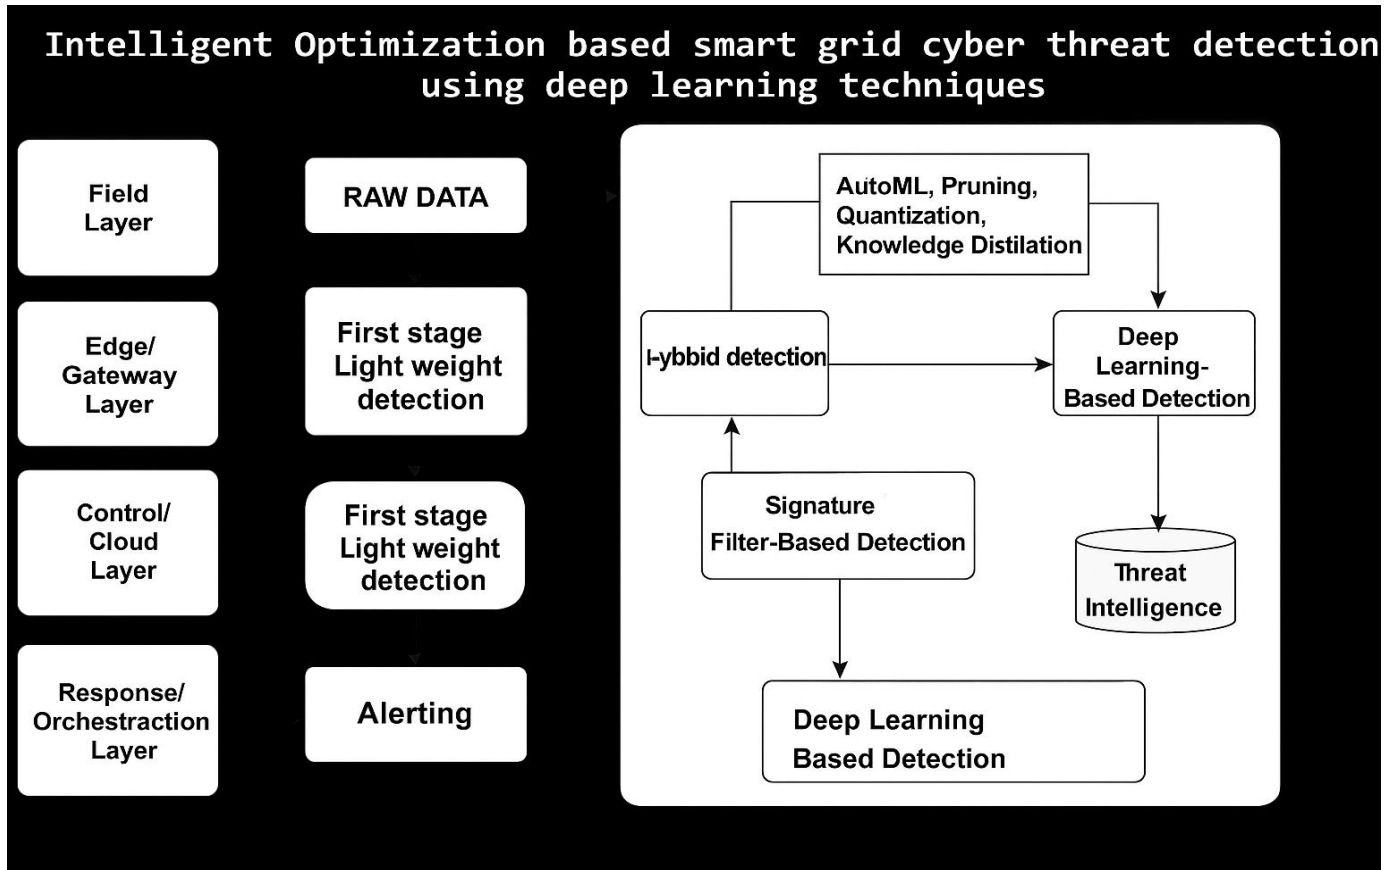 Intelligent Optimization based smart grid cyber threat detection
using deep learning techniques
Field
Layer
Edge/
Gateway
Layer
Control/
Cloud
Layer
Response/
Orchestraction
Layer
RAW DATA
First stage
Light weight
detection
First stage
Light weight
detection
Alerting
AutoML, Pruning,
Quantization,
Knowledge Distilation
I-ybbid detection
Deep
Learning-
Based Detection
Signature
Filter-Based Detection
Threat
Intelligence
Deep Learning
Based Detection